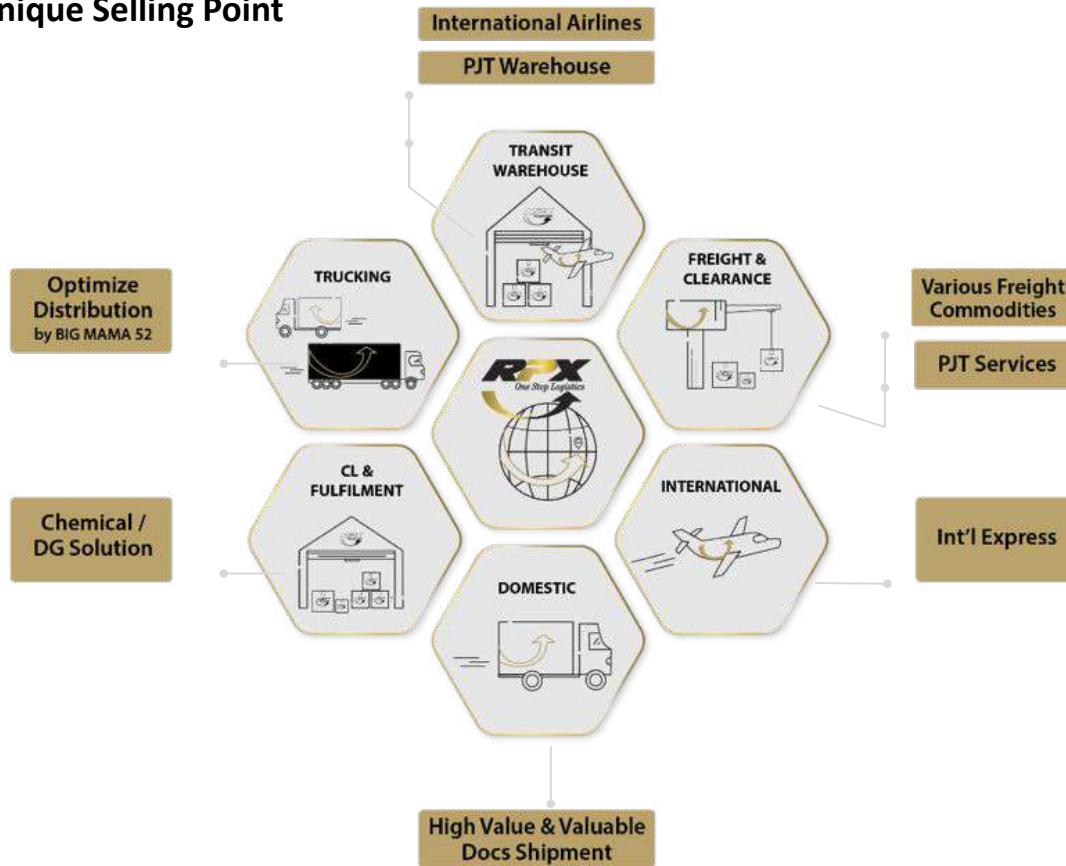 nique Selling Point
International Airlines
PJT Warehouse
TRANSIT
WAREHOUSE
TRUCKING
FREIGHT &
CLEARANCE
Optimize
Distribution
by BIG MAMA 52
Various Freight
Commodities
PJT Services
RPX
One Stop Logistics
CL &
FULFILMENT
INTERNATIONAL
Chemical /
DG Solution
Int'l Express
DOMESTIC
High Value & Valuable
Docs Shipment